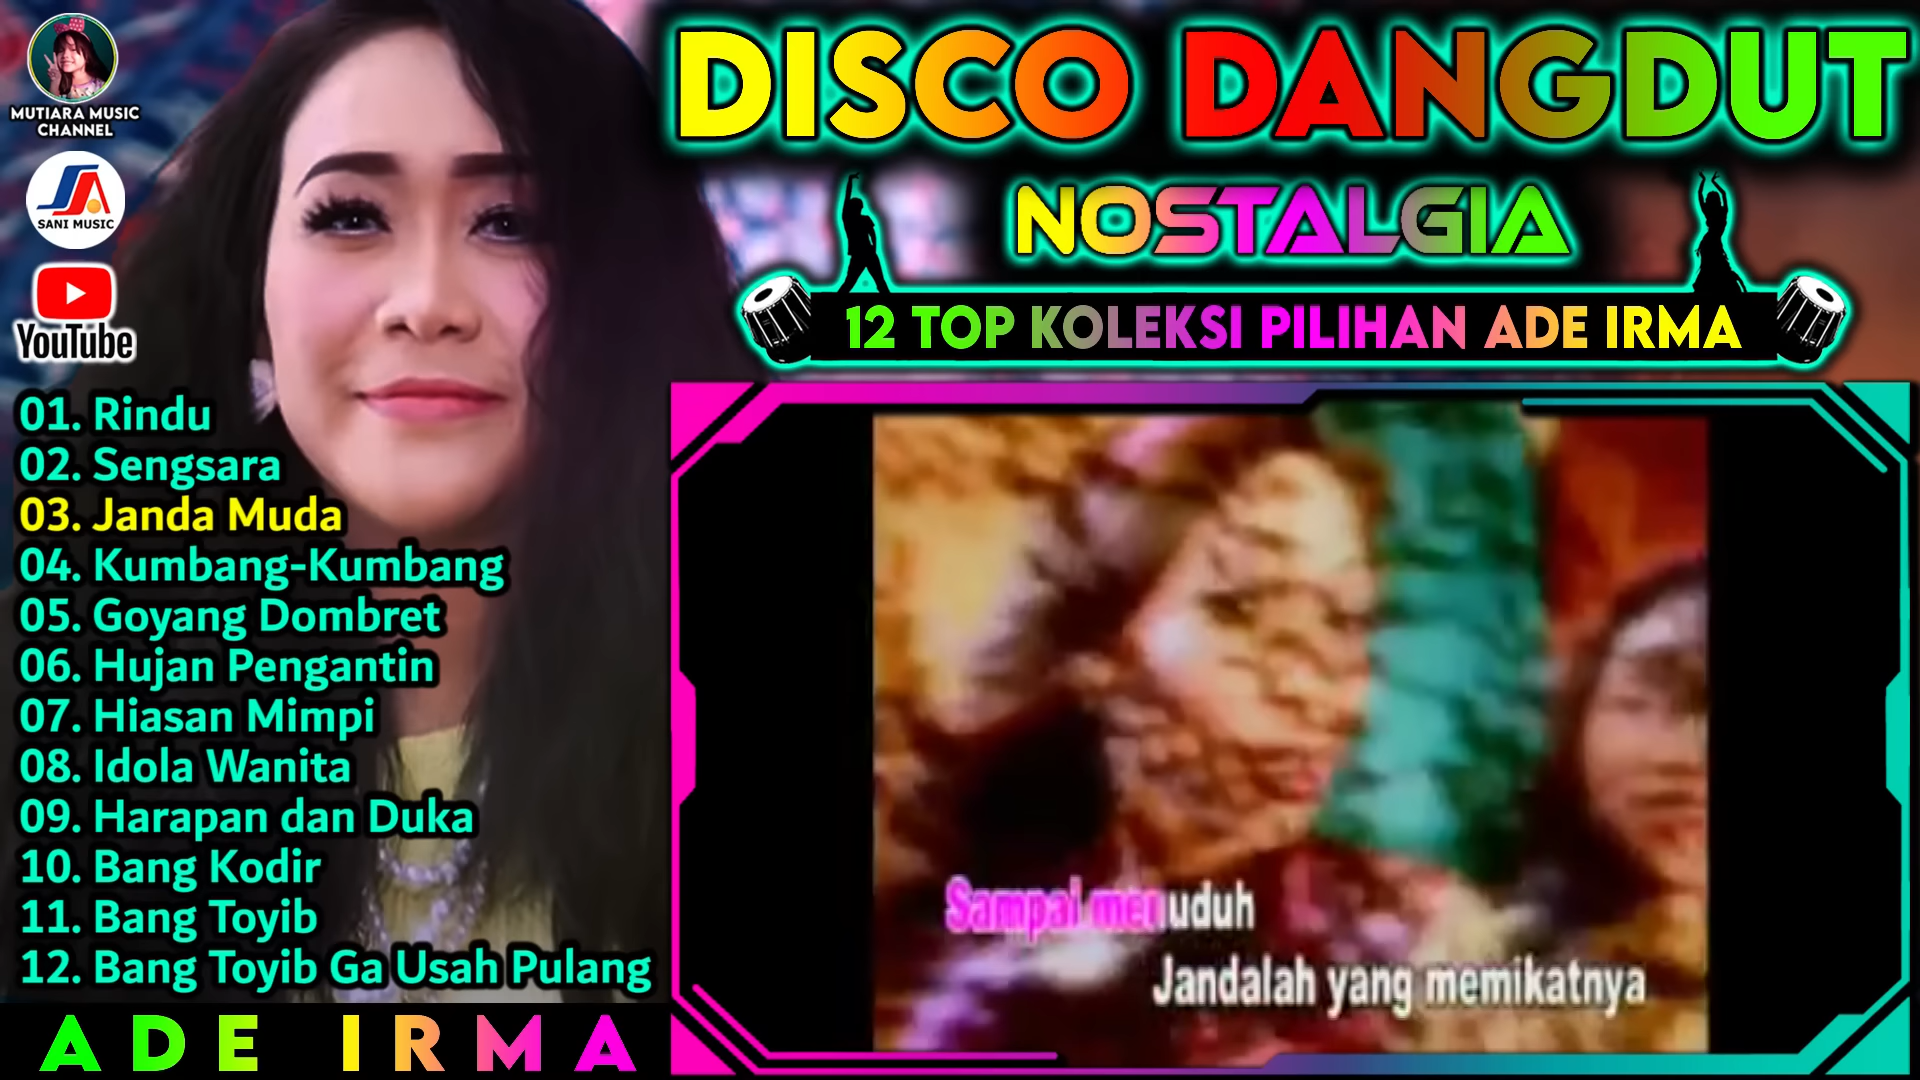 MUTIARA MUSIC
CHANNEL
SANI MUSIC
YouTube
DISCO DANGDUT
NOSTALGIA
12 TOP KOLEKSI PILIHAN ADE IRMA
01. Rindu
02. Sengsara
03. Janda Muda
04. Kumbang-Kumbang
05. Goyang Dombret
06. Hujan Pengantin
07. Hiasan Mimpi
08. Idola Wanita
09. Harapan dan Duka
10. Bang Kodir
11. Bang Toyib
12. Bang Toyib Ga Usah Pulang
ADE IRMA
Sampai menuduh
Jandalah yang memikatnya